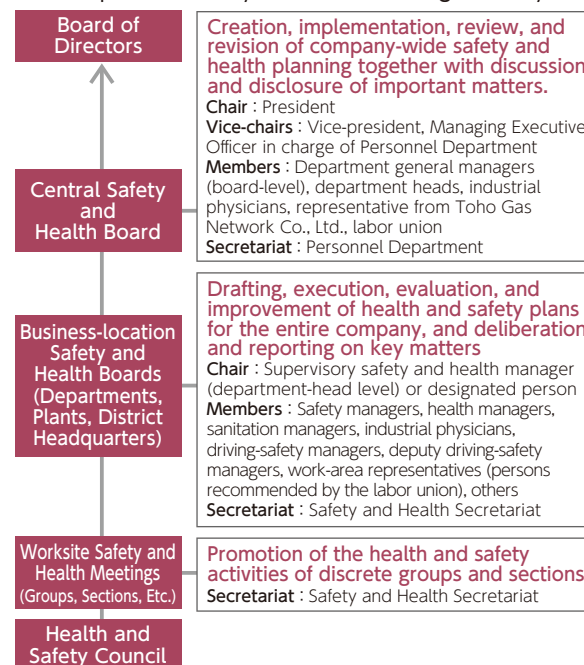 Board of
Directors
Creation, implementation, review, and
revision of company-wide safety and
health planning together with discussion
and disclosure of important matters.
Chair : President
Vice-chairs : Vice-president, Managing Executive
Officer in charge of Personnel Department
Members : Department general managers
(board-level), department heads, industrial
physicians, representative from Toho Gas
Network Co., Ltd., labor union
Secretariat : Personnel Department
Central Safety
and
Health Board
Drafting, execution, evaluation, and
improvement of health and safety plans
for the entire company, and deliberation
and reporting on key matters
Chair : Supervisory safety and health manager
(department-head level) or designated person
Members : Safety managers, health managers,
sanitation managers, industrial physicians,
driving-safety managers, deputy driving-safety
managers, work-area representatives (persons
recommended by the labor union), others
Secretariat : Safety and Health Secretariat
Business-location
Safety and
Health Boards
(Departments,
Plants, District
Headquarters)
Worksite Safety and
Health Meetings
(Groups, Sections, Etc.)
Promotion of the health and safety
activities of discrete groups and sections
Secretariat : Safety and Health Secretariat
Health and
Safety Council